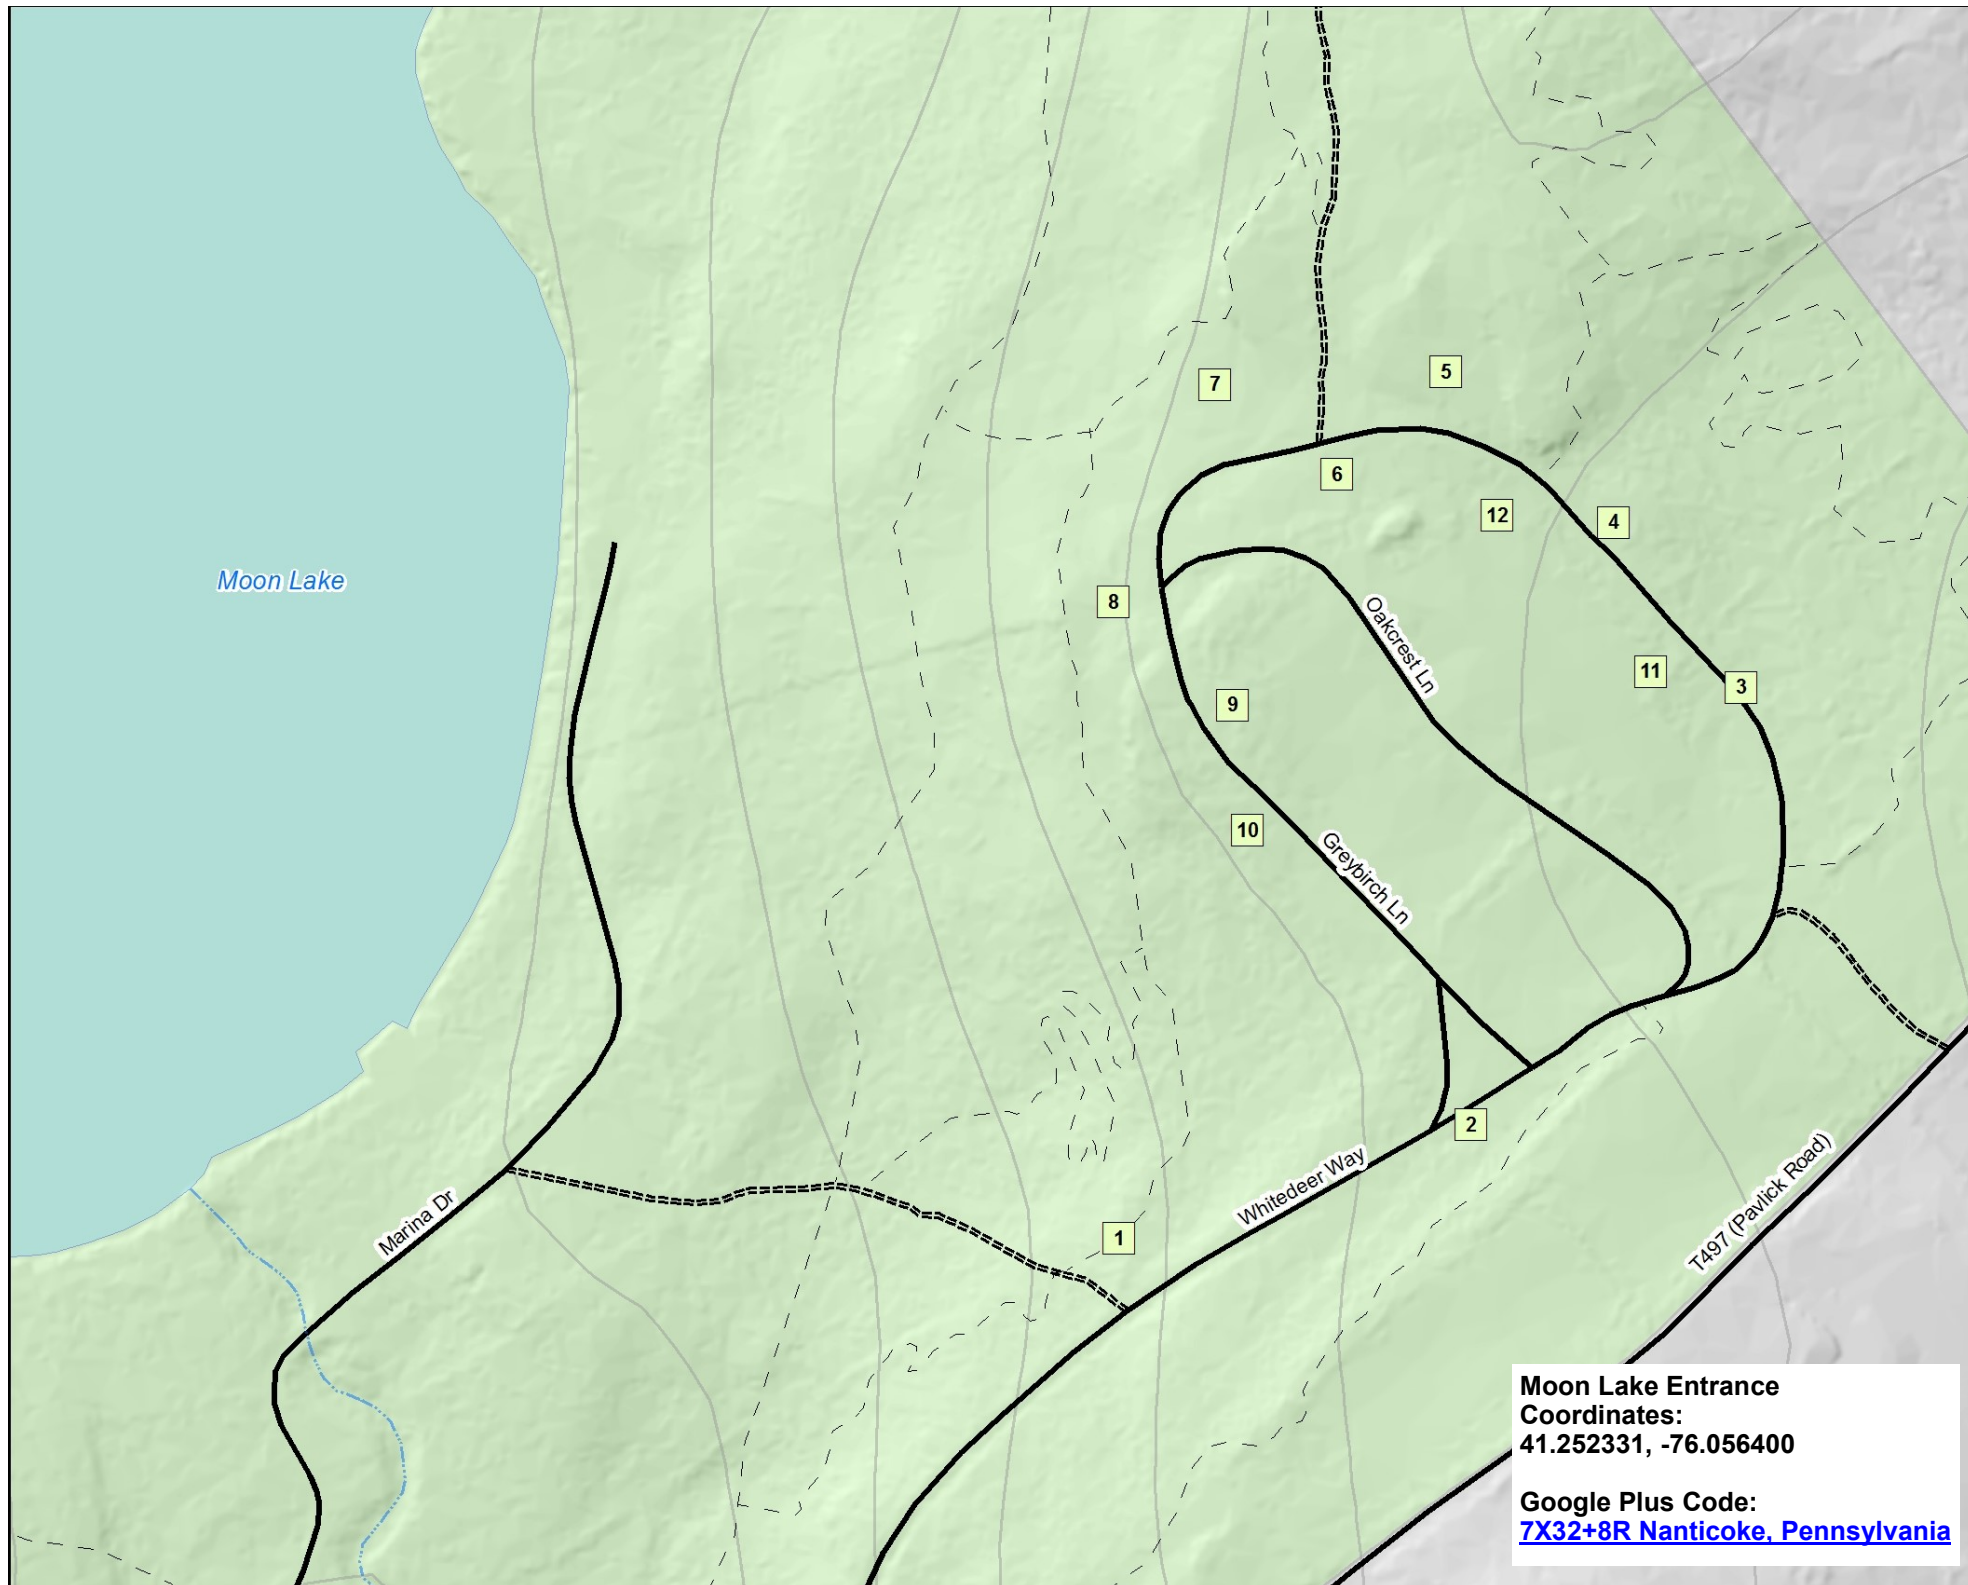 5
7
6
12
4
Moon Lake
8
Oakcrest Ln
11
3
9
10
Greybirch Ln
2
Whitedeer Way
T497 (Pavlick Road)
Marina Dr
1
Moon Lake Entrance
Coordinates:
41.252331, -76.056400
Google Plus Code:
7X32+8R Nanticoke, Pennsylvania